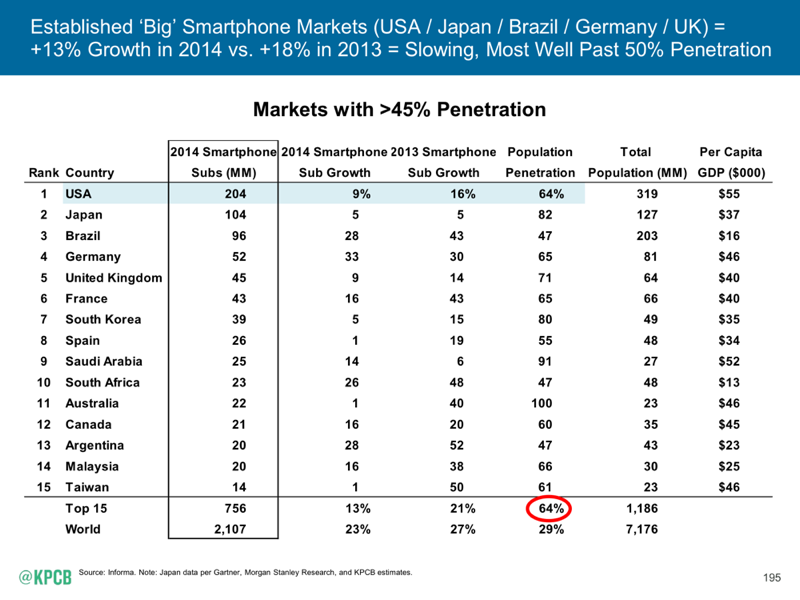 Established ‘Big’ Smartphone Markets (USA / Japan / Brazil / Germany / UK) =
+13% Growth in 2014 vs. +18% in 2013 = Slowing, Most Well Past 50% Penetration
Markets with >45% Penetration
2014 Smartphone 2014 Smartphone 2013 Smartphone Population Total Per Capita
Rank Country Subs (MM) Sub Growth Sub Growth Penetration Population (MM) GDP ($000)
1 USA 204 9% 16% 64% 319 $55
2 Japan 104 5 5 82 127 $37
3 Brazil 96 28 43 47 203 $16
4 Germany 52 33 30 65 81 $46
5 United Kingdom 45 9 14 71 64 $40
6 France 43 16 43 65 66 $40
7 South Korea 39 5 15 80 49 $35
8 Spain 26 1 19 55 48 $34
9 Saudi Arabia 25 14 6 91 27 $52
10 South Africa 23 26 48 47 48 $13
11 Australia 22 1 40 100 23 $46
12 Canada 21 16 20 60 35 $45
13 Argentina 20 28 52 47 43 $23
14 Malaysia 20 16 38 66 30 $25
15 Taiwan 14 1 50 61 23 $46
Top 15 756 13% 21% 64% 1,186
World 2,107 23% 27% 29% 7,176
@KPCB Source: Informa. Note: Japan data per Gartner, Morgan Stanley Research, and KPCB estimates.
195